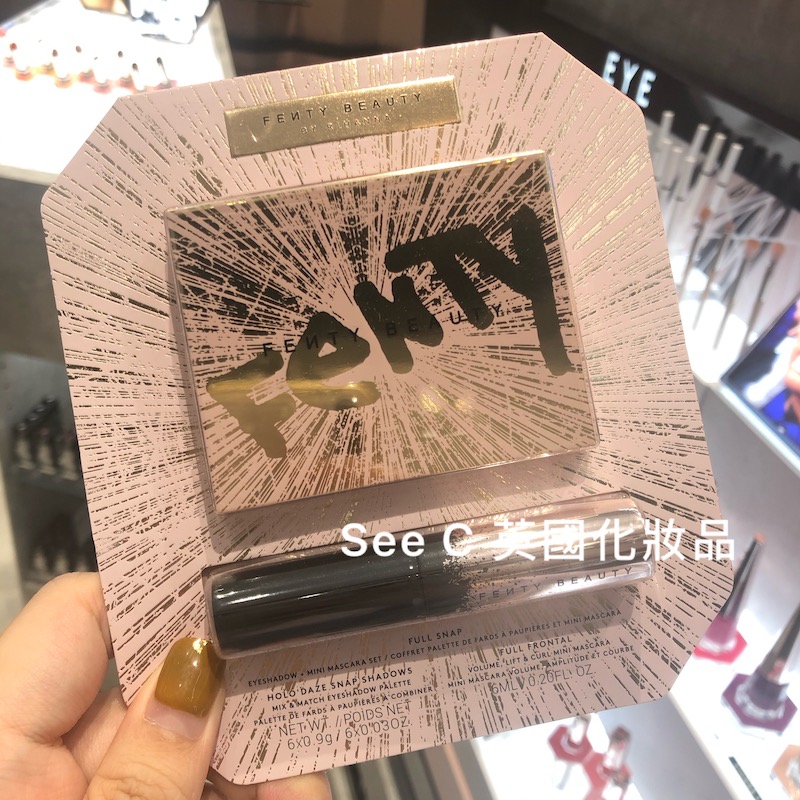 EYE
FENTY BEAUTY
BY RIHANNA
FENTY
FENTY BEAUTY
See C 英國化妝品
FENTY BEAUTY
FULL SNAP
EYESHADOW + MINI MASCARA SET / COFFRET PALETTE DE FARDS À PAUPIÈRES ET MINI MASCARA
HOLO DAZE SNAP SHADOWS
MIX & MATCH EYESHADOW PALETTE
PALETTE DE FARDS À PAUPIÈRES À COMBINER
NET WT. / POIDS NET
6x0.9g / 6x0.03OZ.
FULL FRONTAL
VOLUME, LIFT & CURL MINI MASCARA
MINI MASCARA VOLUME, AMPLITUDE ET COURBE
6ML / 0.20FL. OZ.